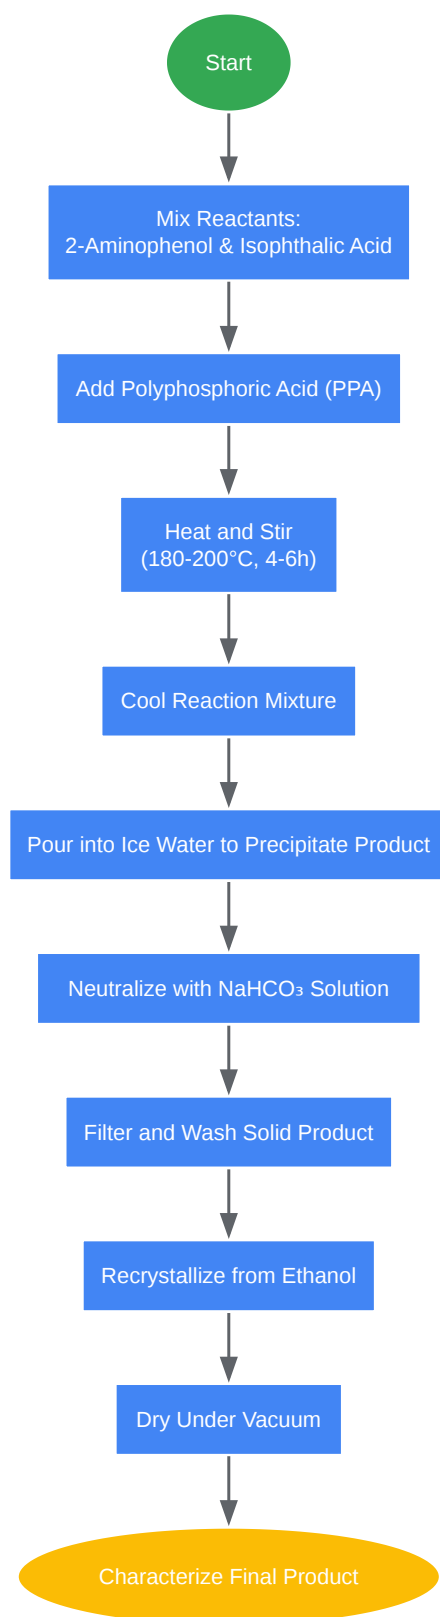 Start
Mix Reactants:
2-Aminophenol & Isophthalic Acid
Add Polyphosphoric Acid (PPA)
Heat and Stir
(180-200°C, 4-6h)
Cool Reaction Mixture
Pour into Ice Water to Precipitate Product
Neutralize with NaHCO₃ Solution
Filter and Wash Solid Product
Recrystallize from Ethanol
Dry Under Vacuum
Characterize Final Product